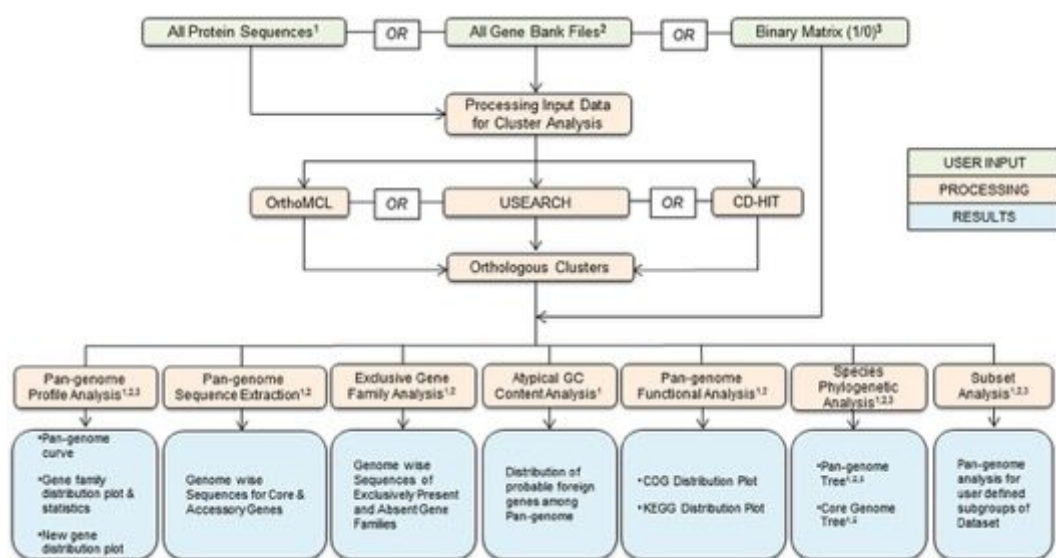 All Protein Sequences¹
OR
All Gene Bank Files²
OR
Binary Matrix (1/0)³
Processing Input Data
for Cluster Analysis
USER INPUT
PROCESSING
RESULTS
OrthoMCL
OR
USEARCH
OR
CD-HIT
Orthologous Clusters
Pan-genome
Profile Analysis¹,²,³
Pan-genome
Sequence Extraction¹,²
Exclusive Gene
Family Analysis¹,²
Atypical GC
Content Analysis¹
Pan-genome
Functional Analysis¹,²
Species
Phylogenetic
Analysis¹,²,³
Subset
Analysis¹,²,³
•Pan-genome
curve
•Gene family
distribution plot &
statistics
•New gene
distribution plot
Genome wise
Sequences for Core &
Accessory Genes
Genome wise
Sequences of
Exclusively Present
and Absent Gene
Families
Distribution of
probable foreign
genes among
Pan-genome
•COG Distribution Plot
•KEGG Distribution Plot
•Pan-genome
Tree¹,²,³
•Core Genome
Tree¹,²
Pan-genome
analysis for
user defined
subgroups of
Dataset